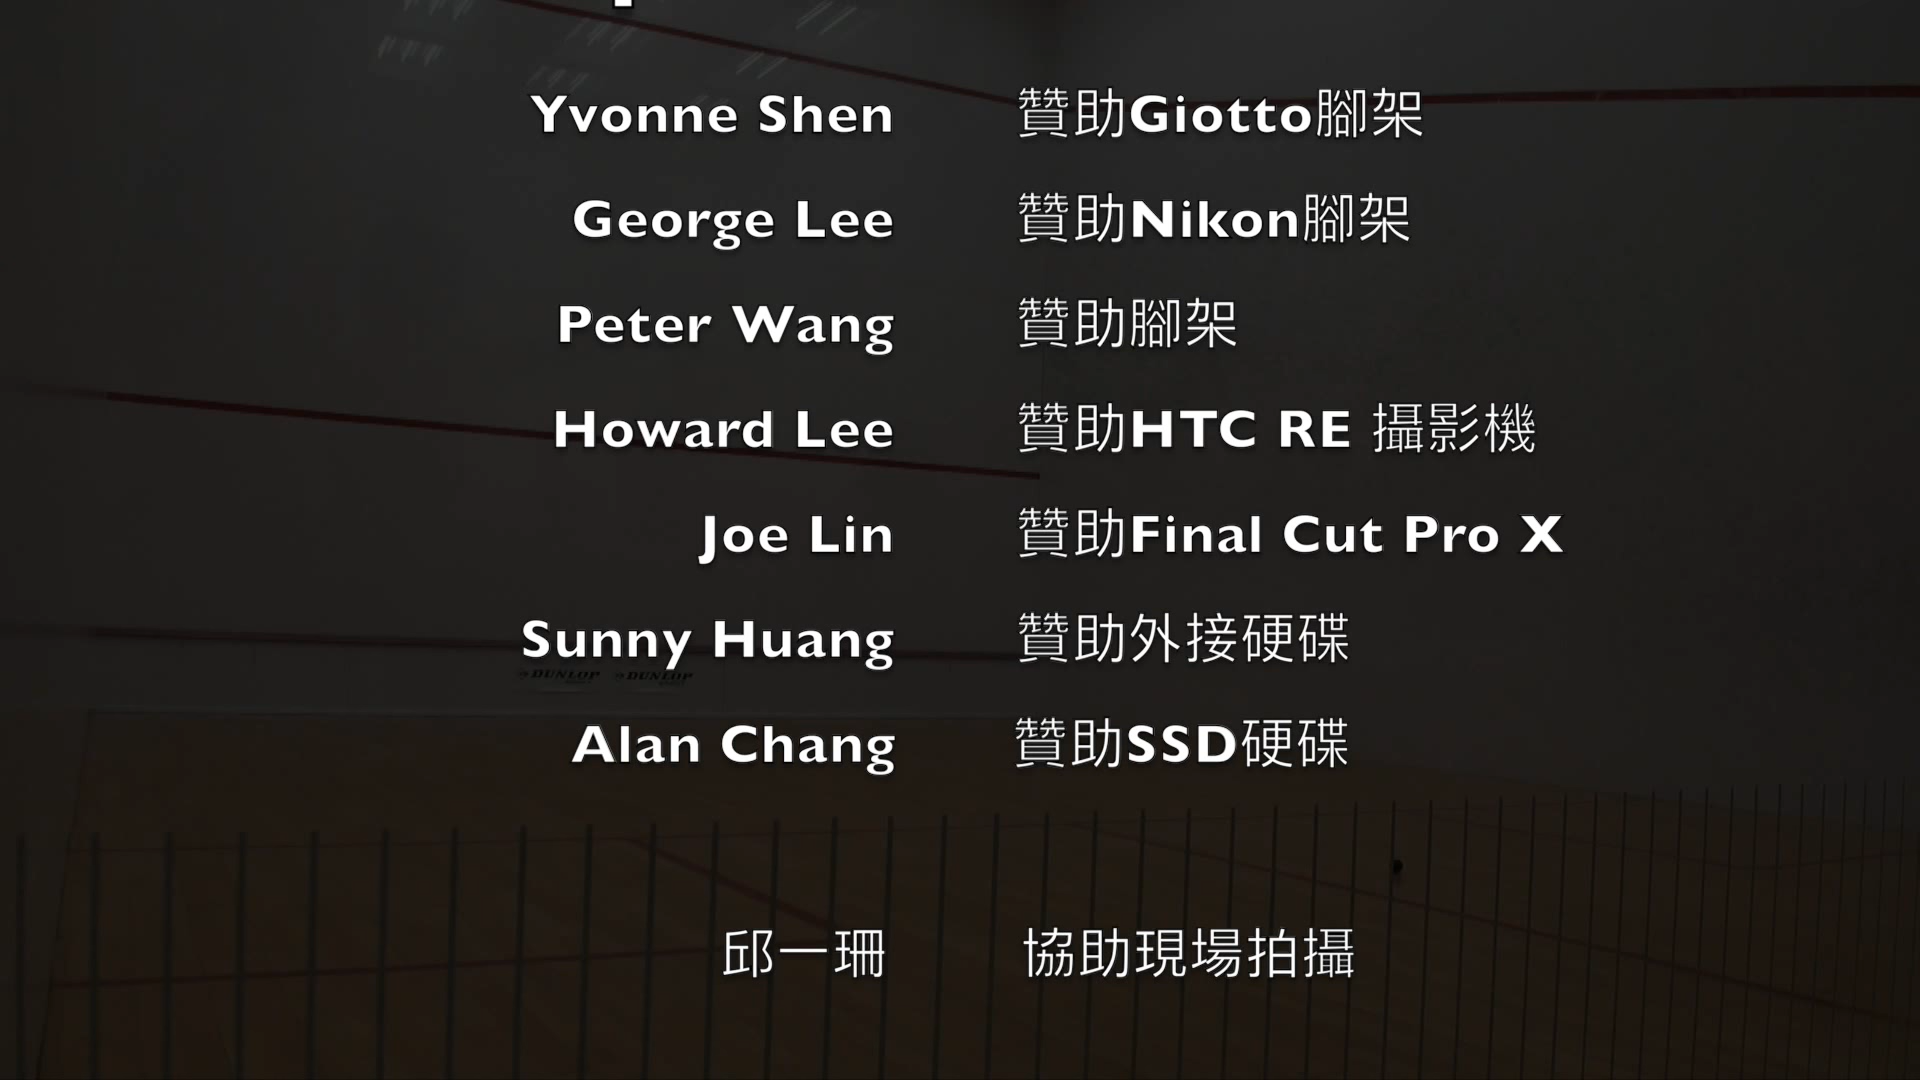 Yvonne Shen 贊助Giotto腳架
George Lee 贊助Nikon腳架
Peter Wang 贊助腳架
Howard Lee 贊助HTC RE 攝影機
Joe Lin 贊助Final Cut Pro X
Sunny Huang 贊助外接硬碟
DUNLOP DUNLOP
Alan Chang 贊助SSD硬碟
邱一珊 協助現場拍攝